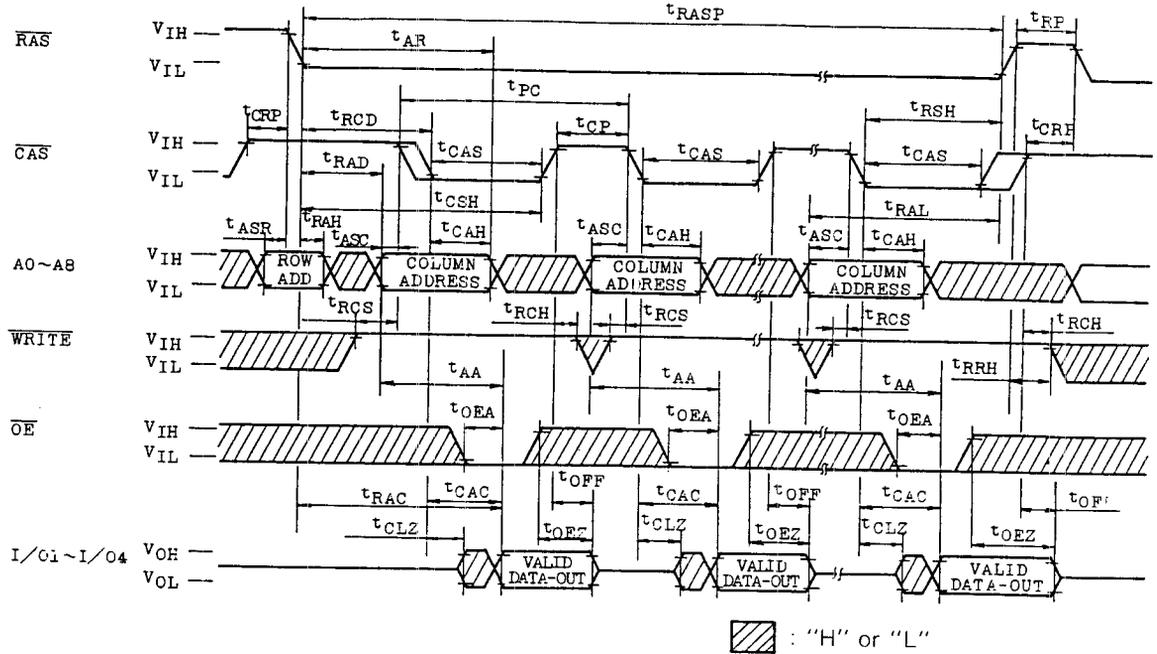 tRASP
tRP
RAS
VIH
VIL
tAR
tPC
tCRP
tRCD
tCP
tRSH
tCRP
CAS
VIH
VIL
tRAD
tCAS
tCAS
tCAS
tCSH
tRAL
tASR
tRAH
tASC
tCAH
tASC
tCAH
tASC
tCAH
A0~A8
VIH
VIL
ROW ADD
COLUMN ADDRESS
COLUMN ADDRESS
COLUMN ADDRESS
tRCS
tRCH
tRCS
tRCS
tRCH
WRITE
VIH
VIL
tAA
tAA
tAA
tRRH
tOEA
tOEA
tOEA
OE
VIH
VIL
tRAC
tCAC
tOFF
tCAC
tOFF
tCAC
tOFF
tCLZ
tOEZ
tCLZ
tOEZ
tCLZ
tOEZ
I/O1~I/O4
VOH
VOL
VALID DATA-OUT
VALID DATA-OUT
VALID DATA-OUT
: "H" or "L"